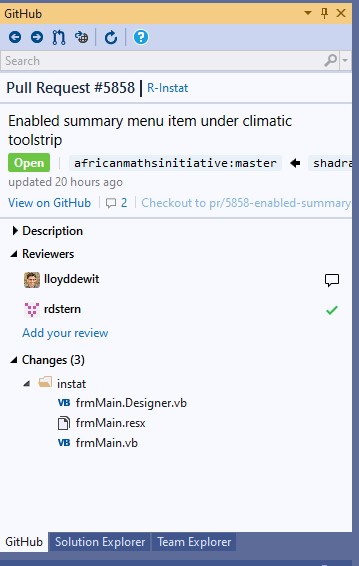 GitHub
Search
Pull Request #5858 | R-Instat
Enabled summary menu item under climatic
toolstrip
Open africanmathsinitiative:master shadra
updated 20 hours ago
View on GitHub 2 Checkout to pr/5858-enabled-summary
Description
Reviewers
lloyddewit
rdstern
Add your review
Changes (3)
instat
VB frmMain.Designer.vb
frmMain.resx
VB frmMain.vb
GitHub Solution Explorer Team Explorer